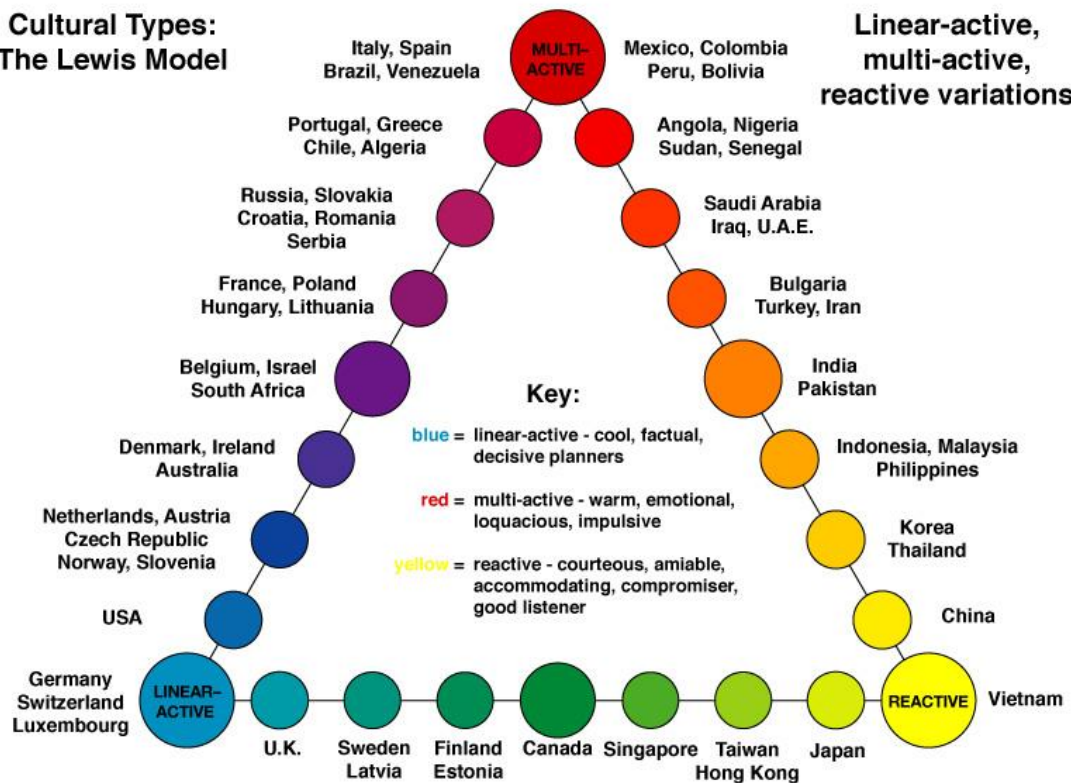 Cultural Types:
The Lewis Model
Linear-active,
multi-active,
reactive variations
MULTI-
ACTIVE
Italy, Spain
Brazil, Venezuela
Mexico, Colombia
Peru, Bolivia
Portugal, Greece
Chile, Algeria
Angola, Nigeria
Sudan, Senegal
Russia, Slovakia
Croatia, Romania
Serbia
Saudi Arabia
Iraq, U.A.E.
France, Poland
Hungary, Lithuania
Bulgaria
Turkey, Iran
Belgium, Israel
South Africa
India
Pakistan
Key:
blue = linear-active - cool, factual,
decisive planners
red = multi-active - warm, emotional,
loquacious, impulsive
yellow = reactive - courteous, amiable,
accommodating, compromiser,
good listener
Denmark, Ireland
Australia
Indonesia, Malaysia
Philippines
Netherlands, Austria
Czech Republic
Norway, Slovenia
Korea
Thailand
USA
China
Germany
Switzerland
Luxembourg
LINEAR-
ACTIVE
REACTIVE
Vietnam
U.K.
Sweden
Latvia
Finland
Estonia
Canada
Singapore
Taiwan
Hong Kong
Japan